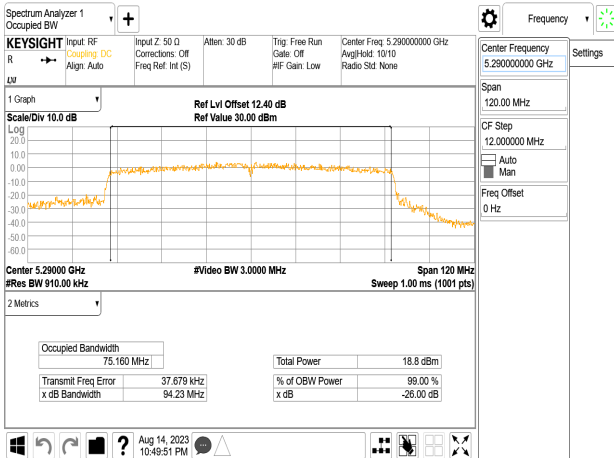 Spectrum Analyzer 1
Occupied BW
Frequency
KEYSIGHT
R
Input: RF
Coupling: DC
Align: Auto
Input Z: 50 Ω
Corrections: Off
Freq Ref: Int (S)
Atten: 30 dB
Trig: Free Run
Gate: Off
#IF Gain: Low
Center Freq: 5.290000000 GHz
Avg|Hold: 10/10
Radio Std: None
Center Frequency
5.290000000 GHz
Settings
Span
120.00 MHz
CF Step
12.000000 MHz
Auto
Man
Freq Offset
0 Hz
1 Graph
Scale/Div 10.0 dB
Ref Lvl Offset 12.40 dB
Ref Value 30.00 dBm
Log
20.0
10.0
0.00
-10.0
-20.0
-30.0
-40.0
-50.0
-60.0
Center 5.29000 GHz
#Res BW 910.00 kHz
#Video BW 3.0000 MHz
Span 120 MHz
Sweep 1.00 ms (1001 pts)
2 Metrics
Occupied Bandwidth
75.160 MHz
Transmit Freq Error 37.679 kHz
x dB Bandwidth 94.23 MHz
Total Power 18.8 dBm
% of OBW Power 99.00 %
x dB -26.00 dB
?
Aug 14, 2023
10:49:51 PM